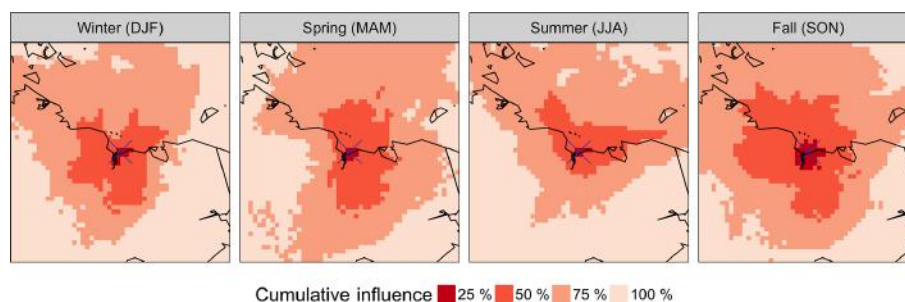 Winter (DJF)
Spring (MAM)
Summer (JJA)
Fall (SON)
Cumulative influence 25 % 50 % 75 % 100 %